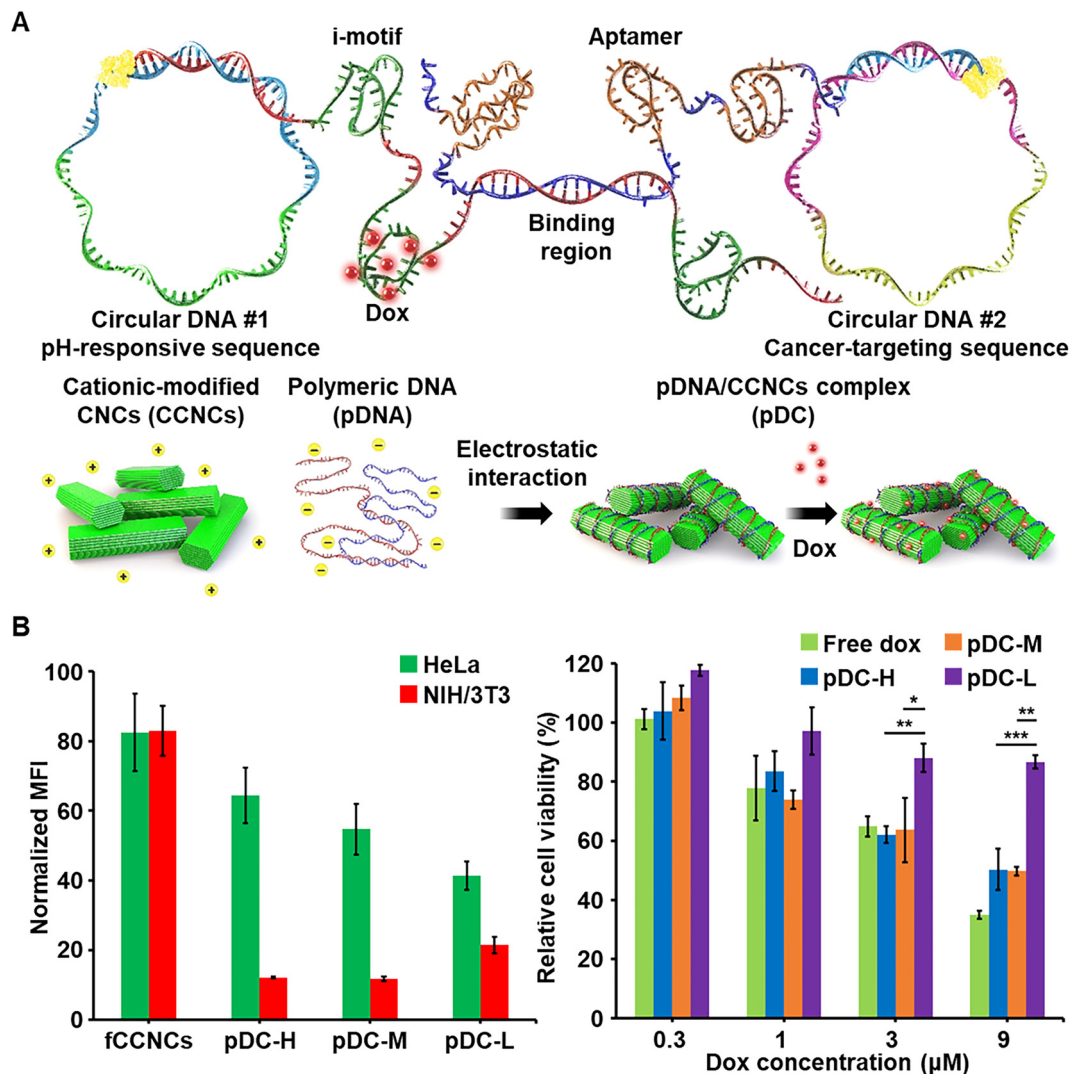 A
i-motif
Aptamer
Binding
region
Dox
Circular DNA #1
pH-responsive sequence
Circular DNA #2
Cancer-targeting sequence
Cationic-modified
CNCs (CCNCs)
Polymeric DNA
(pDNA)
pDNA/CCNCs complex
(pDC)
Electrostatic
interaction
Dox
+
+
+
+
+
+
+
+
−
−
−
−
−
−
B
HeLa
NIH/3T3
Normalized MFI
100
80
60
40
20
0
fCCNCs pDC-H pDC-M pDC-L
Free dox pDC-M
pDC-H pDC-L
Relative cell viability (%)
120
100
80
60
40
20
0
*
**
**
***
0.3 1 3 9
Dox concentration (µM)